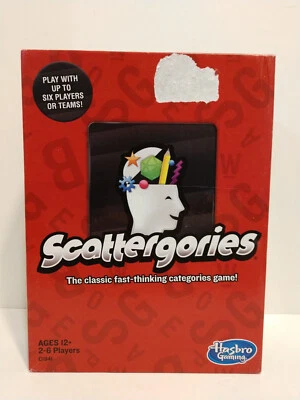 PLAY WITH
UP TO
SIX PLAYERS
OR TEAMS!
Scattergories
The classic fast-thinking categories game!
AGES 12+
2-6 Players
Hasbro
Gaming